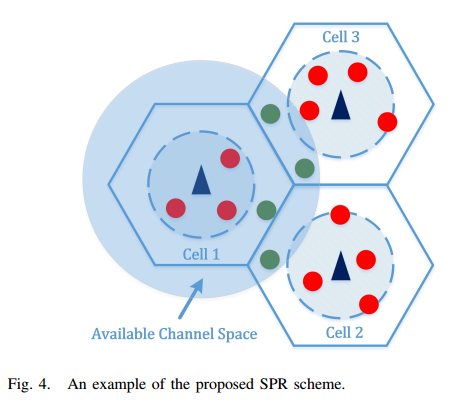 Cell 3
Cell 1
Available Channel Space
Cell 2
Fig. 4. An example of the proposed SPR scheme.